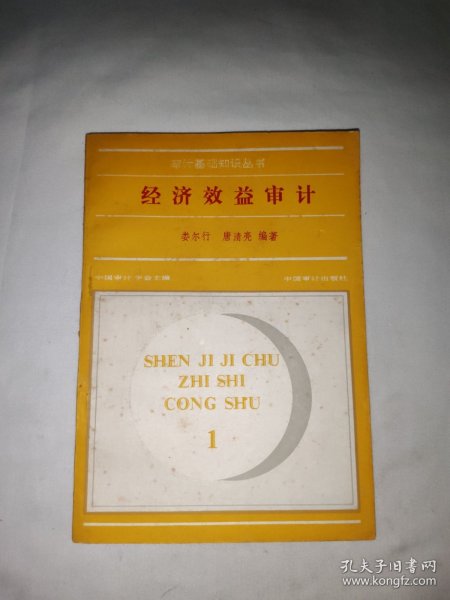 审计基础知识丛书
经济效益审计
娄尔行 唐清亮 编著
中国审计学会主编 中国审计出版社
SHEN JI JI CHU
ZHI SHI
CONG SHU
1
孔夫子旧书网
www.kongfz.com